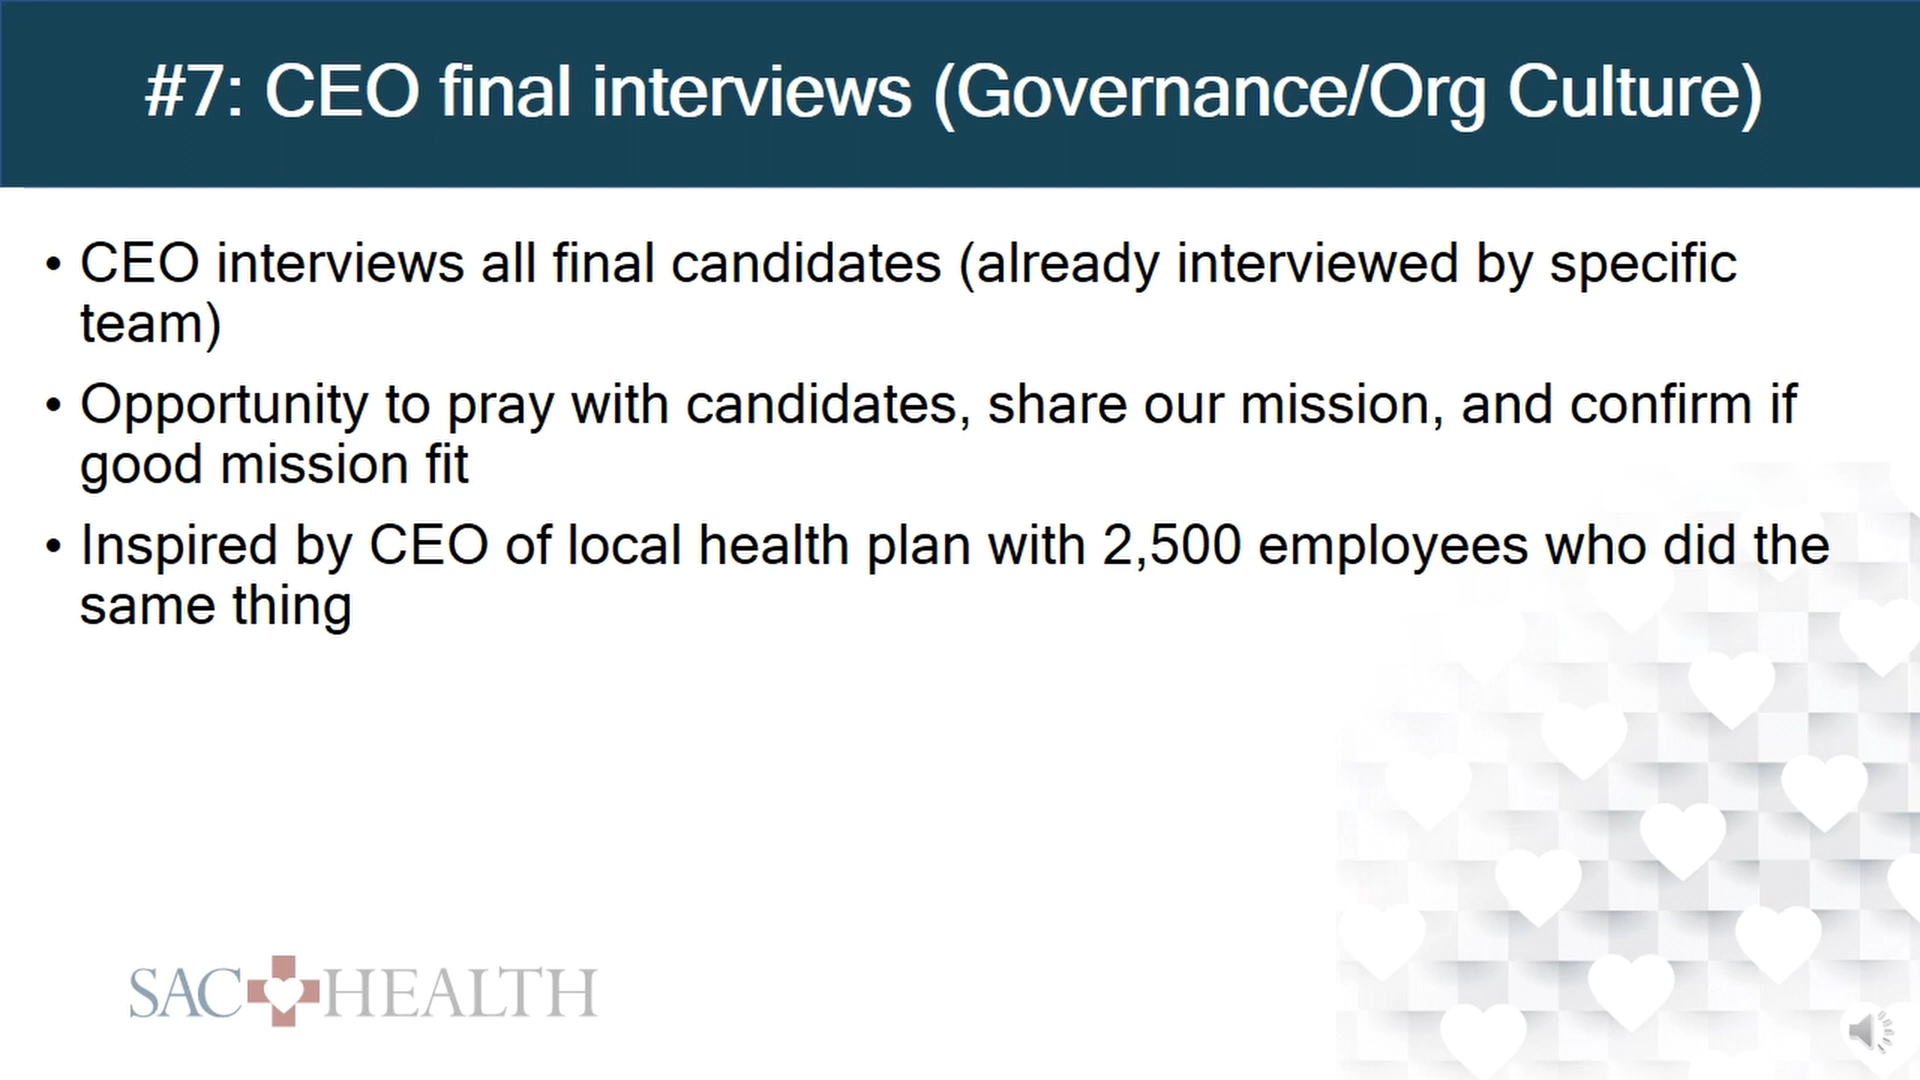 #7: CEO final interviews (Governance/Org Culture)
• CEO interviews all final candidates (already interviewed by specific
team)
• Opportunity to pray with candidates, share our mission, and confirm if
good mission fit
• Inspired by CEO of local health plan with 2,500 employees who did the
same thing
SAC HEALTH